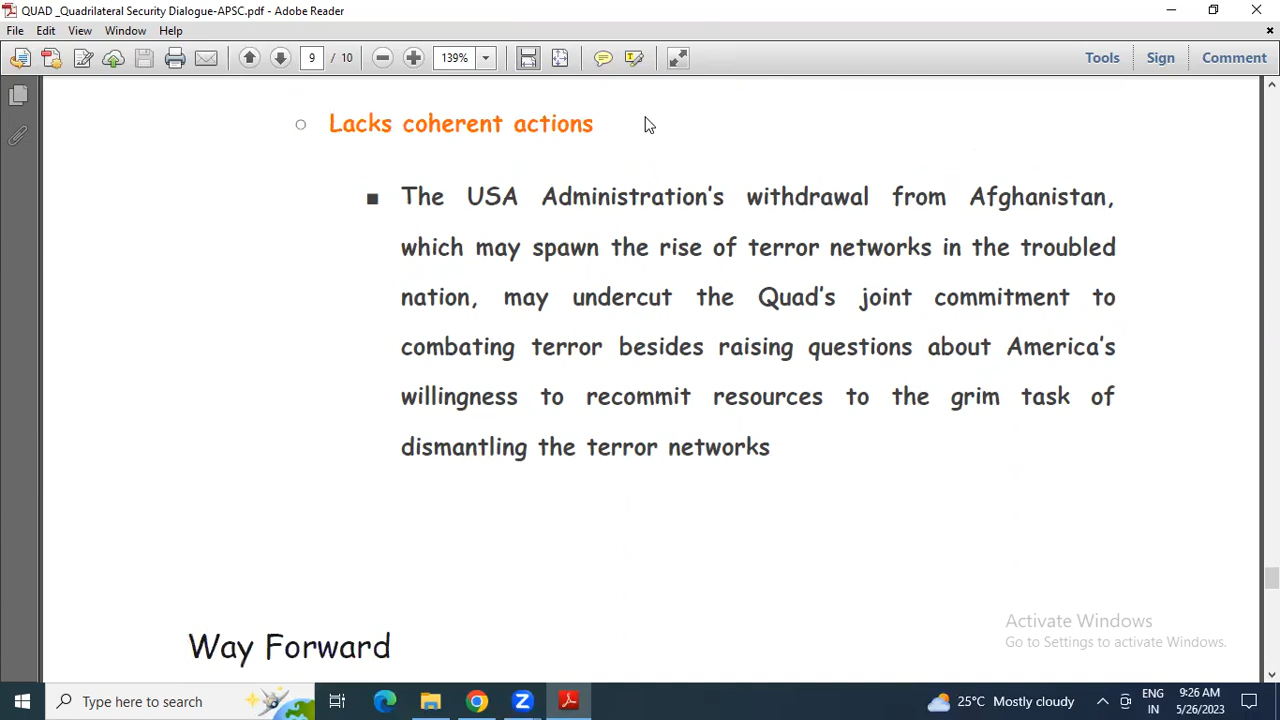 QUAD _Quadrilateral Security Dialogue-APSC.pdf - Adobe Reader
File Edit View Window Help
9 / 10 139% Tools Sign Comment
Lacks coherent actions
The USA Administration's withdrawal from Afghanistan,
which may spawn the rise of terror networks in the troubled
nation, may undercut the Quad's joint commitment to
combating terror besides raising questions about America's
willingness to recommit resources to the grim task of
dismantling the terror networks
Activate Windows
Go to Settings to activate Windows.
Way Forward
Type here to search
25°C Mostly cloudy
ENG
IN
9:26 AM
5/26/2023